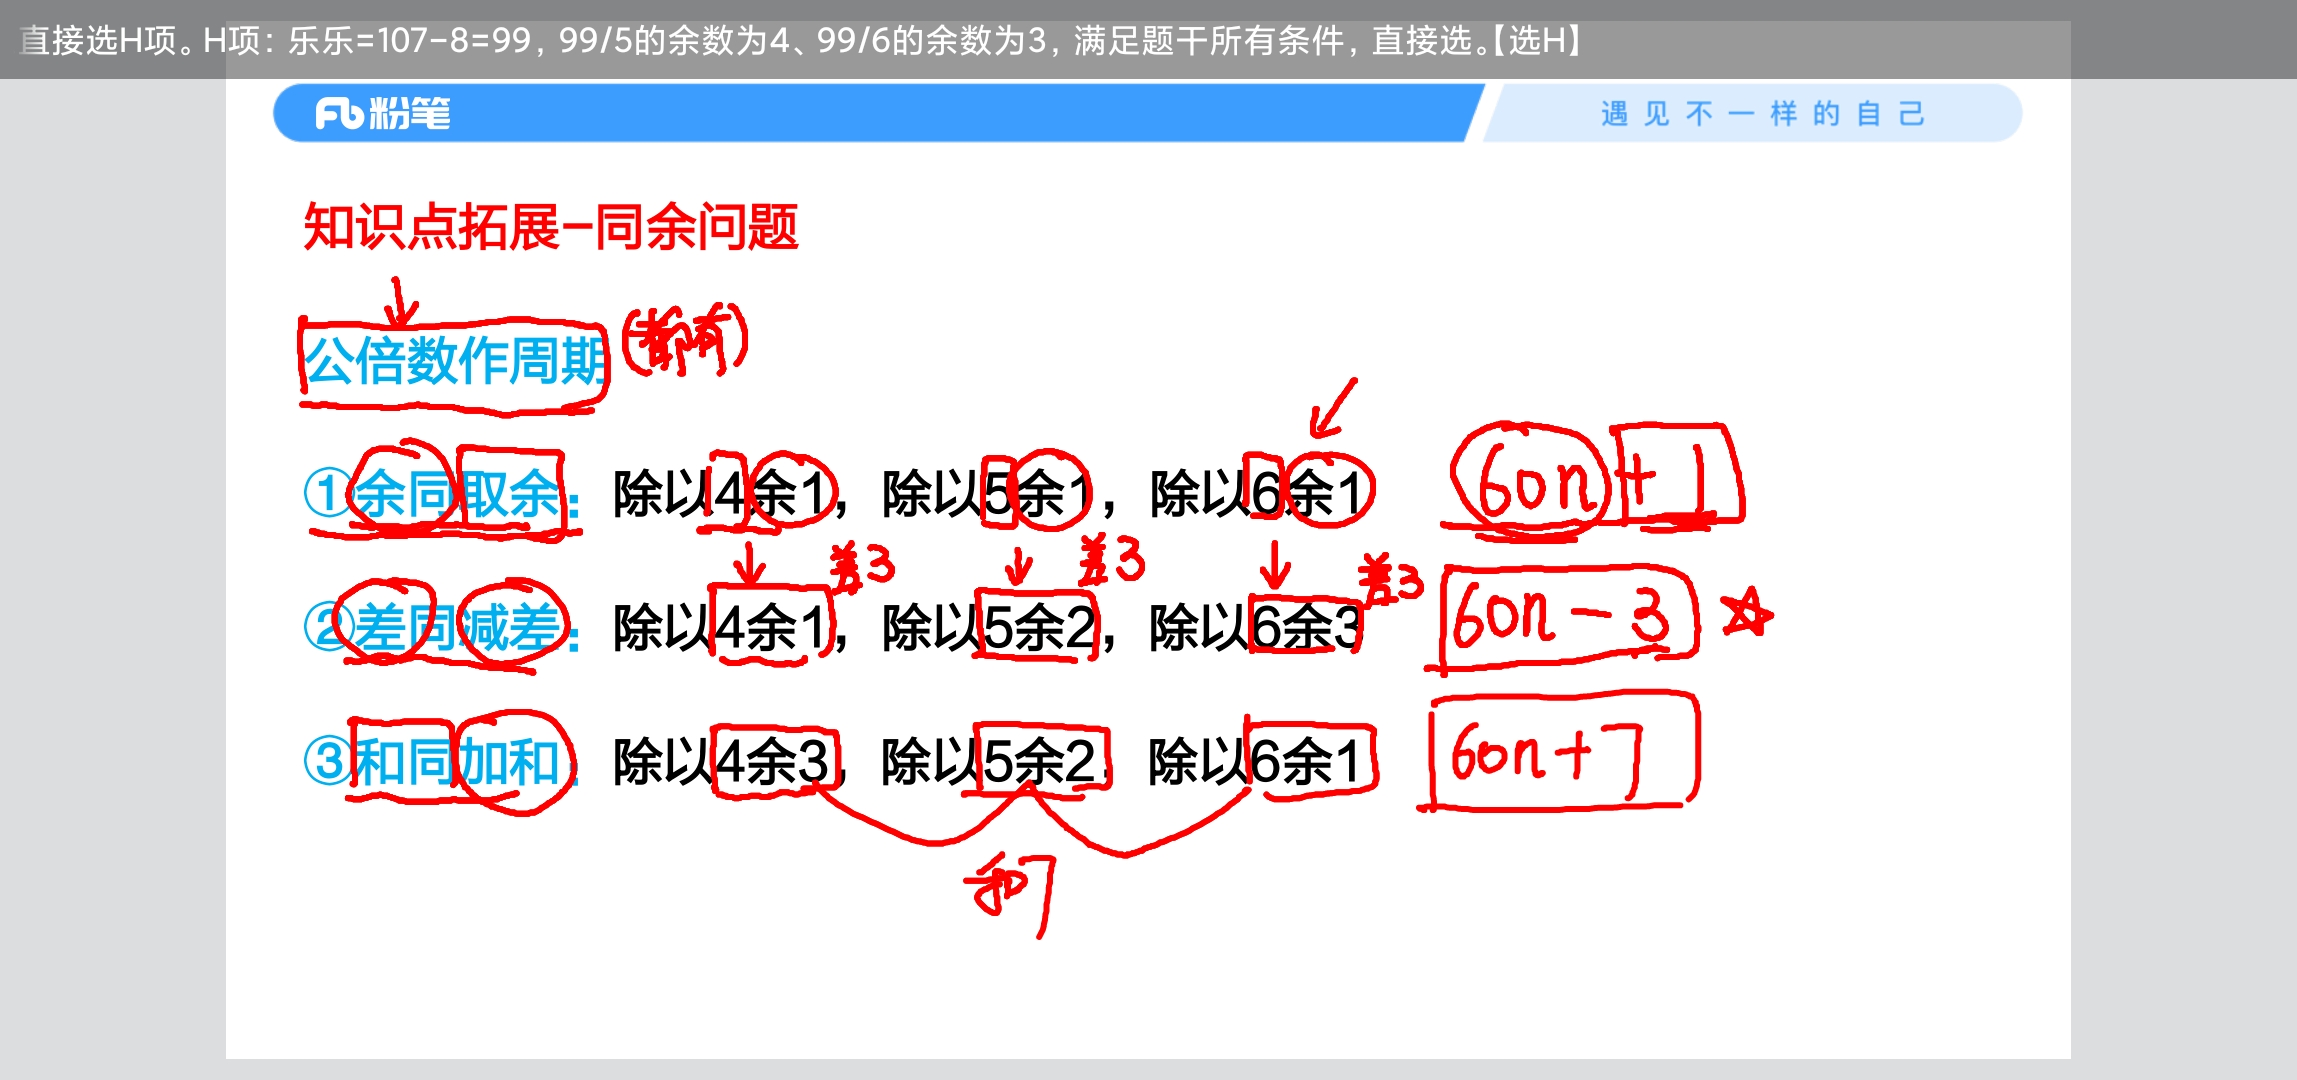 直接选H项。H项：乐乐=107-8=99，99/5的余数为4、99/6的余数为3，满足题干所有条件，直接选。【选H】
Fb粉笔
遇见不一样的自己
知识点拓展-同余问题
公倍数作周期(都有)
①余同取余：除以4余1，除以5余1，除以6余1 60n+1
差3 差3 差3
②差同减差：除以4余1，除以5余2，除以6余3 60n-3
③和同加和：除以4余3，除以5余2，除以6余1 60n+7
和7